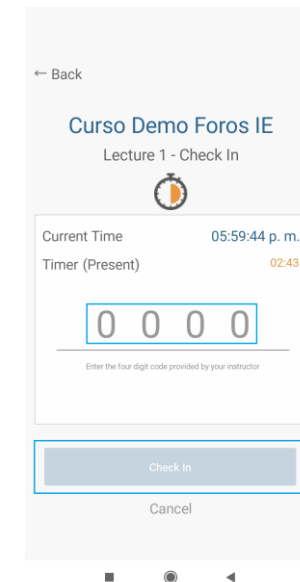 ← Back
Curso Demo Foros IE
Lecture 1 - Check In
Current Time 05:59:44 p. m.
Timer (Present) 02:43
0 0 0 0
Enter the four digit code provided by your instructor
Check In
Cancel